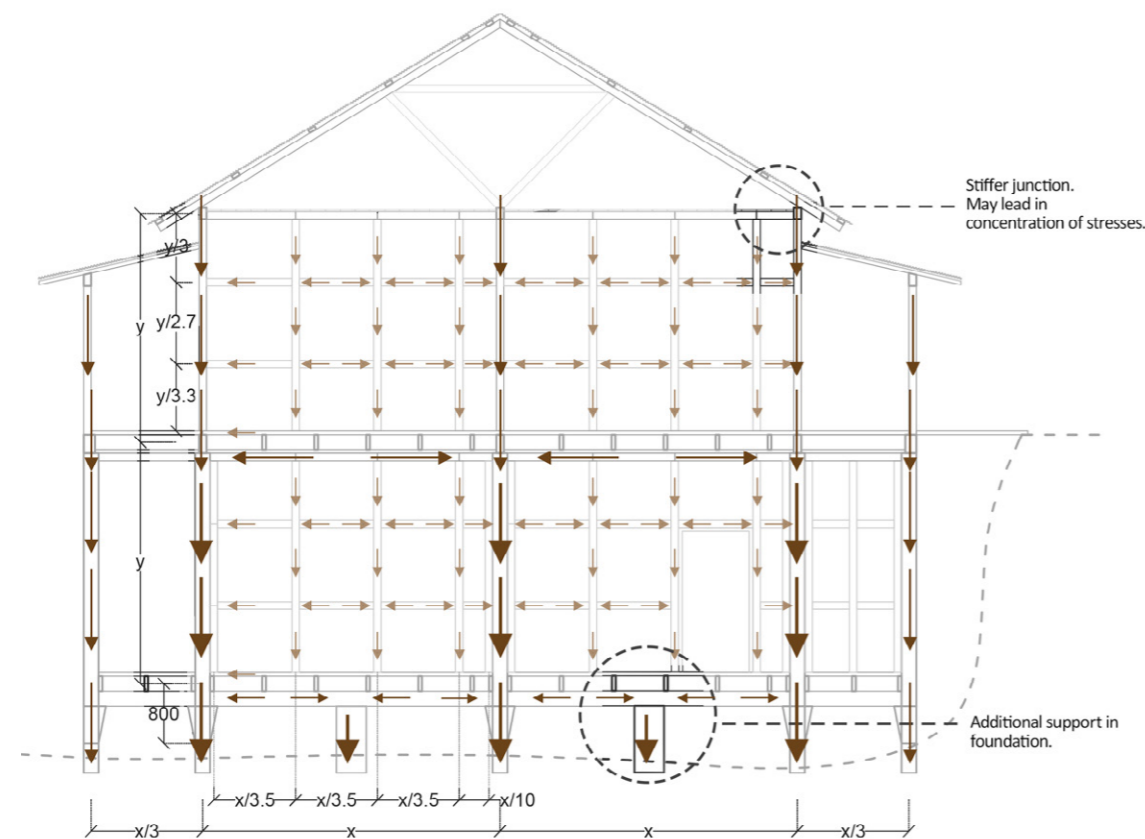 Stiffer junction.
May lead in
concentration of stresses.
y/3
y
y/2.7
y/3.3
y
800
Additional support in
foundation.
x/3.5
x/3.5
x/3.5
x/10
x/3
x
x
x/3